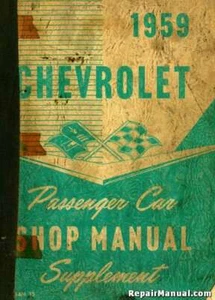 1959
CHEVROLET
Passenger Car
SHOP MANUAL
Supplement
RepairManual.com